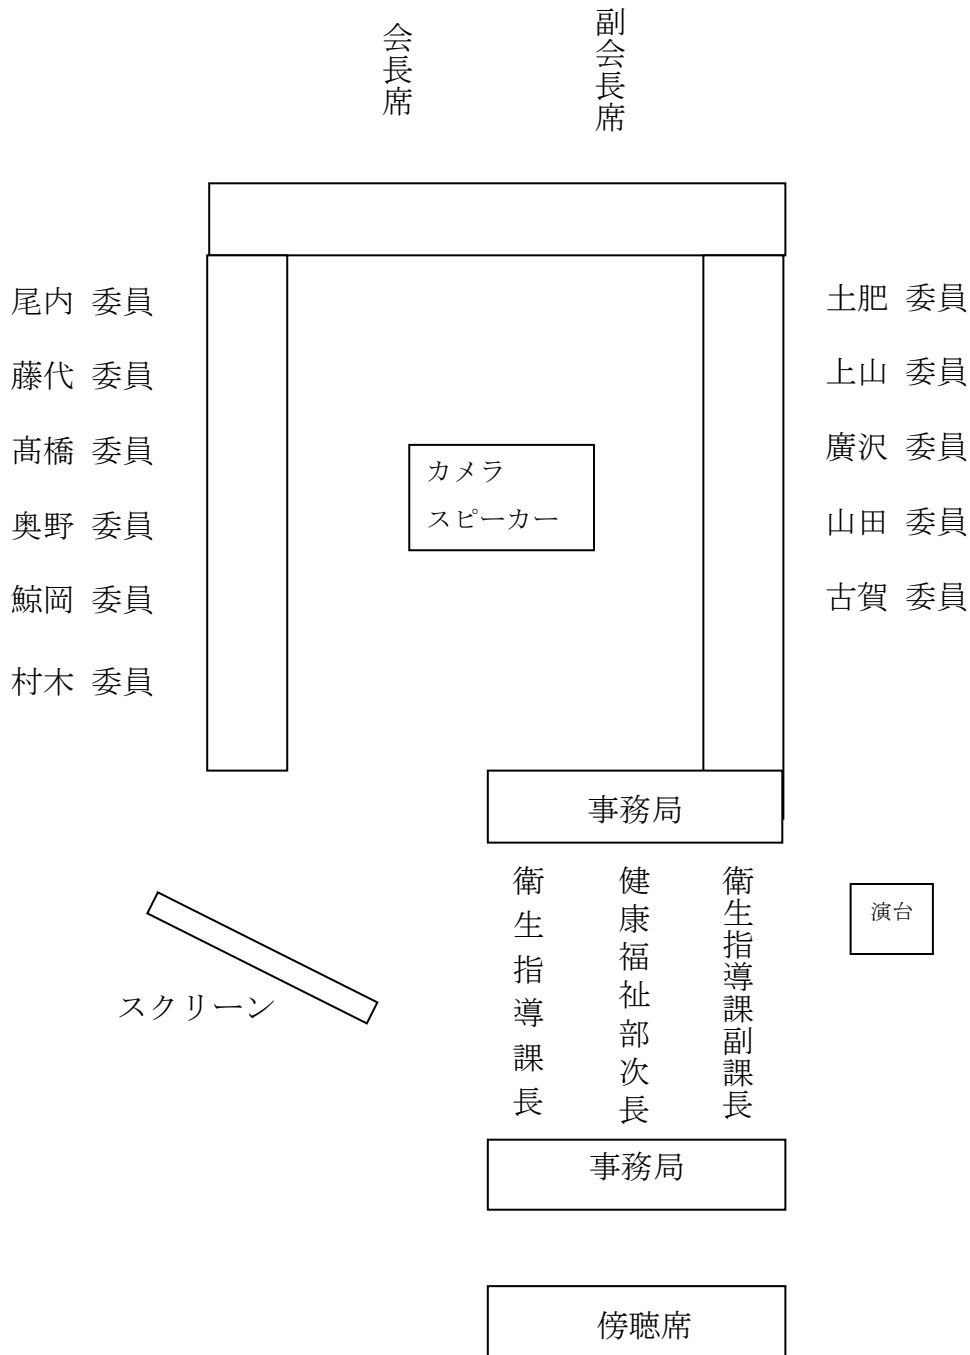 会長席
副会長席
尾内 委員
土肥 委員
藤代 委員
上山 委員
髙橋 委員
廣沢 委員
カメラ
スピーカー
奥野 委員
山田 委員
鯨岡 委員
古賀 委員
村木 委員
事務局
衛生指導課長
健康福祉部次長
衛生指導課副課長
演台
スクリーン
事務局
傍聴席